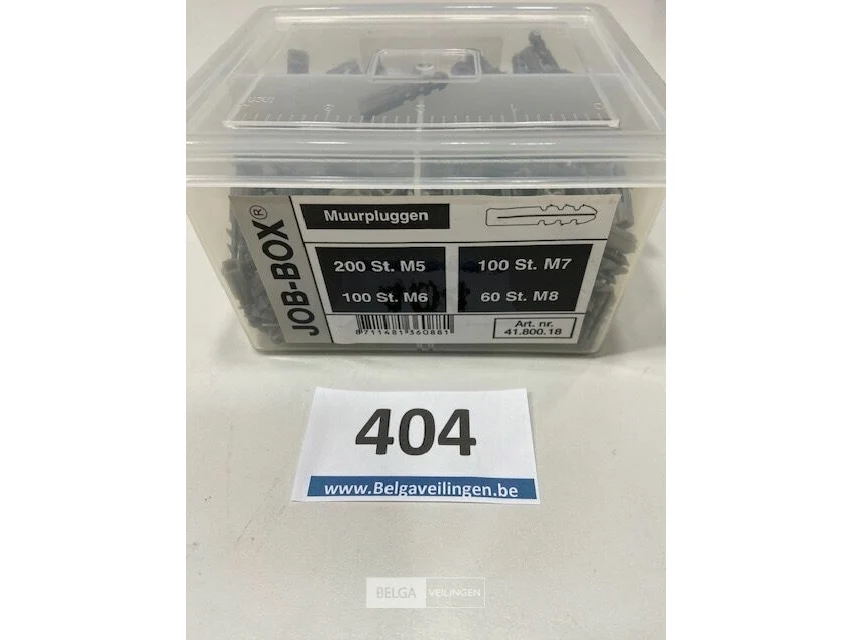 JOB-BOX®
Muurpluggen
200 St. M5
100 St. M7
100 St. M6
60 St. M8
8711481360881
Art. nr.
41.800.18
404
www.Belgaveilingen.be
BELGA VEILINGEN